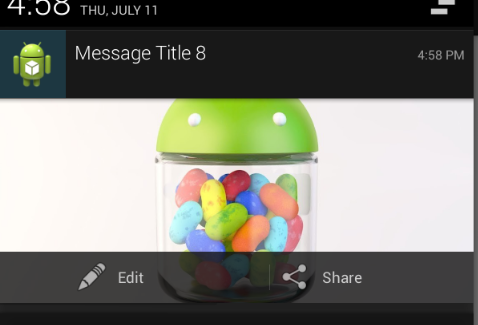 4:58 THU, JULY 11
Message Title 8
4:58 PM
Edit
Share